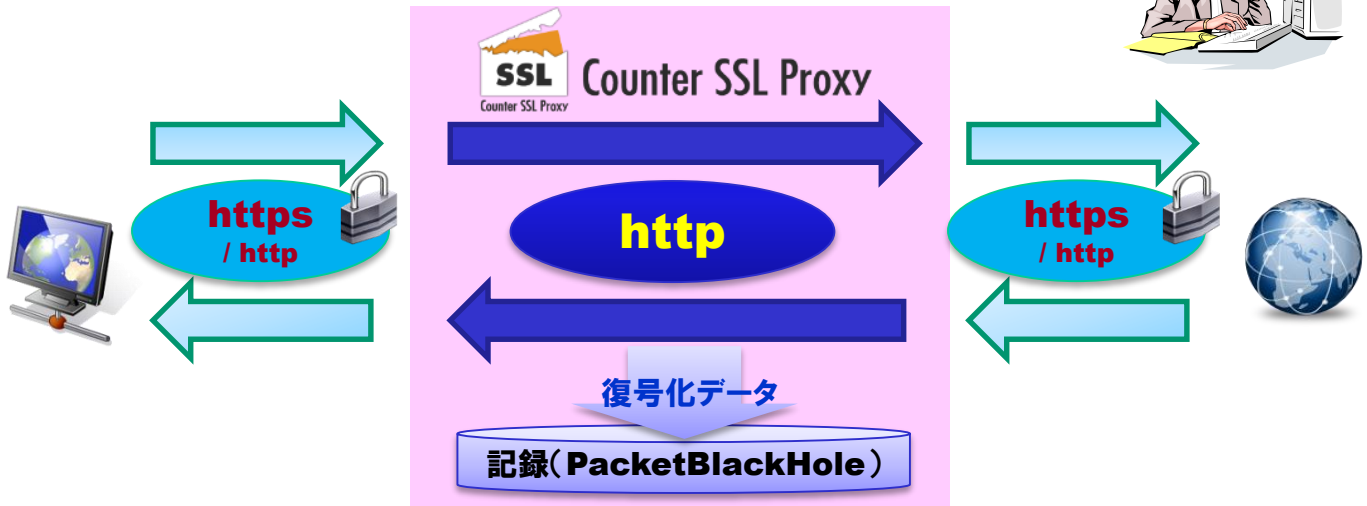 SSL
Counter SSL Proxy
Counter SSL Proxy
https
/ http
http
https
/ http
復号化データ
記録(PacketBlackHole)